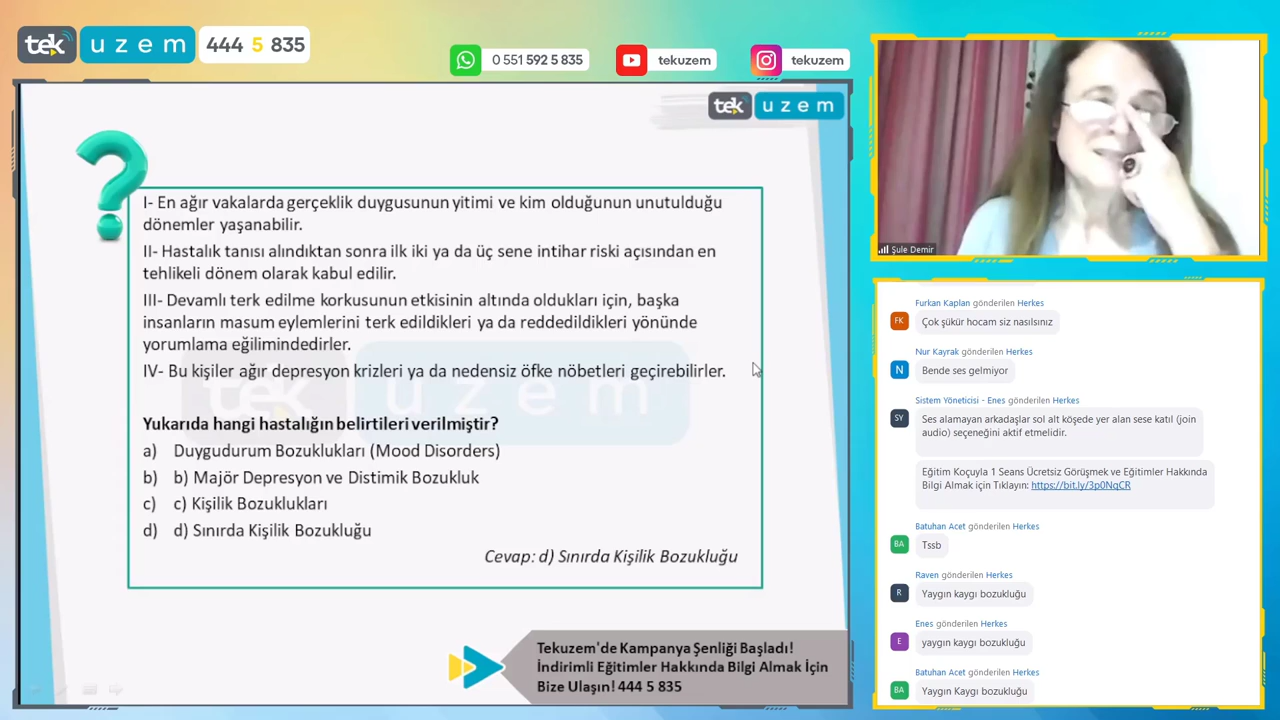 tek uzem 444 5 835
0 551 592 5 835
tekuzem
tekuzem
tek uzem
I- En ağır vakalarda gerçeklik duygusunun yitimi ve kim olduğunun unutulduğu
dönemler yaşanabilir.
II- Hastalık tanısı alındıktan sonra ilk iki ya da üç sene intihar riski açısından en
tehlikeli dönem olarak kabul edilir.
III- Devamlı terk edilme korkusunun etkisinin altında oldukları için, başka
insanların masum eylemlerini terk edildikleri ya da reddedildikleri yönünde
yorumlama eğilimindedirler.
IV- Bu kişiler ağır depresyon krizleri ya da nedensiz öfke nöbetleri geçirebilirler.
tek uzem
Yukarıda hangi hastalığın belirtileri verilmiştir?
a) Duygudurum Bozuklukları (Mood Disorders)
b) b) Majör Depresyon ve Distimik Bozukluk
c) c) Kişilik Bozuklukları
d) d) Sınırda Kişilik Bozukluğu
Cevap: d) Sınırda Kişilik Bozukluğu
Tekuzem'de Kampanya Şenliği Başladı!
İndirimli Eğitimler Hakkında Bilgi Almak İçin
Bize Ulaşın! 444 5 835
Şule Demir
Furkan Kaplan gönderilen Herkes
FK
Çok şükür hocam siz nasılsınız
Nur Kayrak gönderilen Herkes
N
Bende ses gelmiyor
Sistem Yöneticisi - Enes gönderilen Herkes
SY
Ses alamayan arkadaşlar sol alt köşede yer alan sese katıl (join
audio) seçeneğini aktif etmelidir.
Eğitim Koçuyla 1 Seans Ücretsiz Görüşmek ve Eğitimler Hakkında
Bilgi Almak için Tıklayın: https://bit.ly/3p0NqCR
Batuhan Acet gönderilen Herkes
BA
Tssb
Raven gönderilen Herkes
R
Yaygın kaygı bozukluğu
Enes gönderilen Herkes
E
yaygın kaygı bozukluğu
Batuhan Acet gönderilen Herkes
BA
Yaygın Kaygı bozukluğu